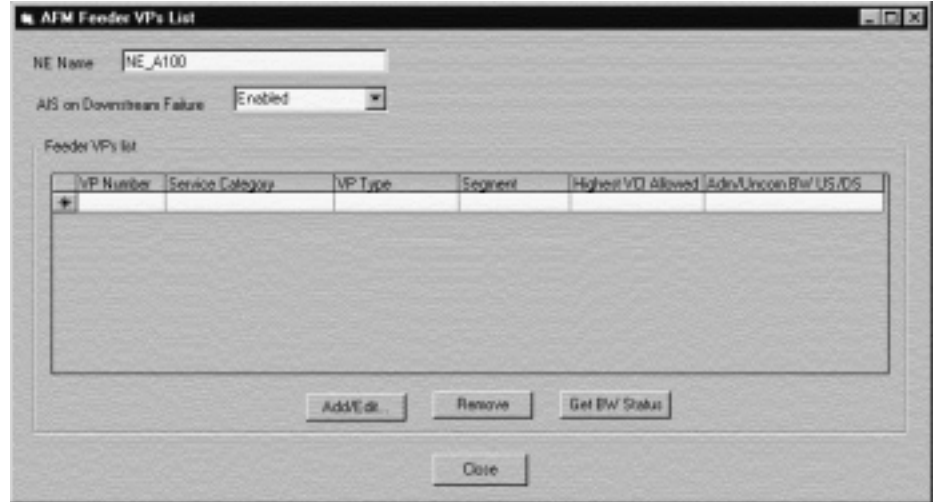 AFM Feeder VPs List
NE Name NE_A100
AIS on Downstream Failure Enabled
Feeder VPs list
VP Number Service Category VP Type Segment Highest VCI Allowed Adm/Uncom BW US/DS
Add/Edit... Remove Get BW Status
Close